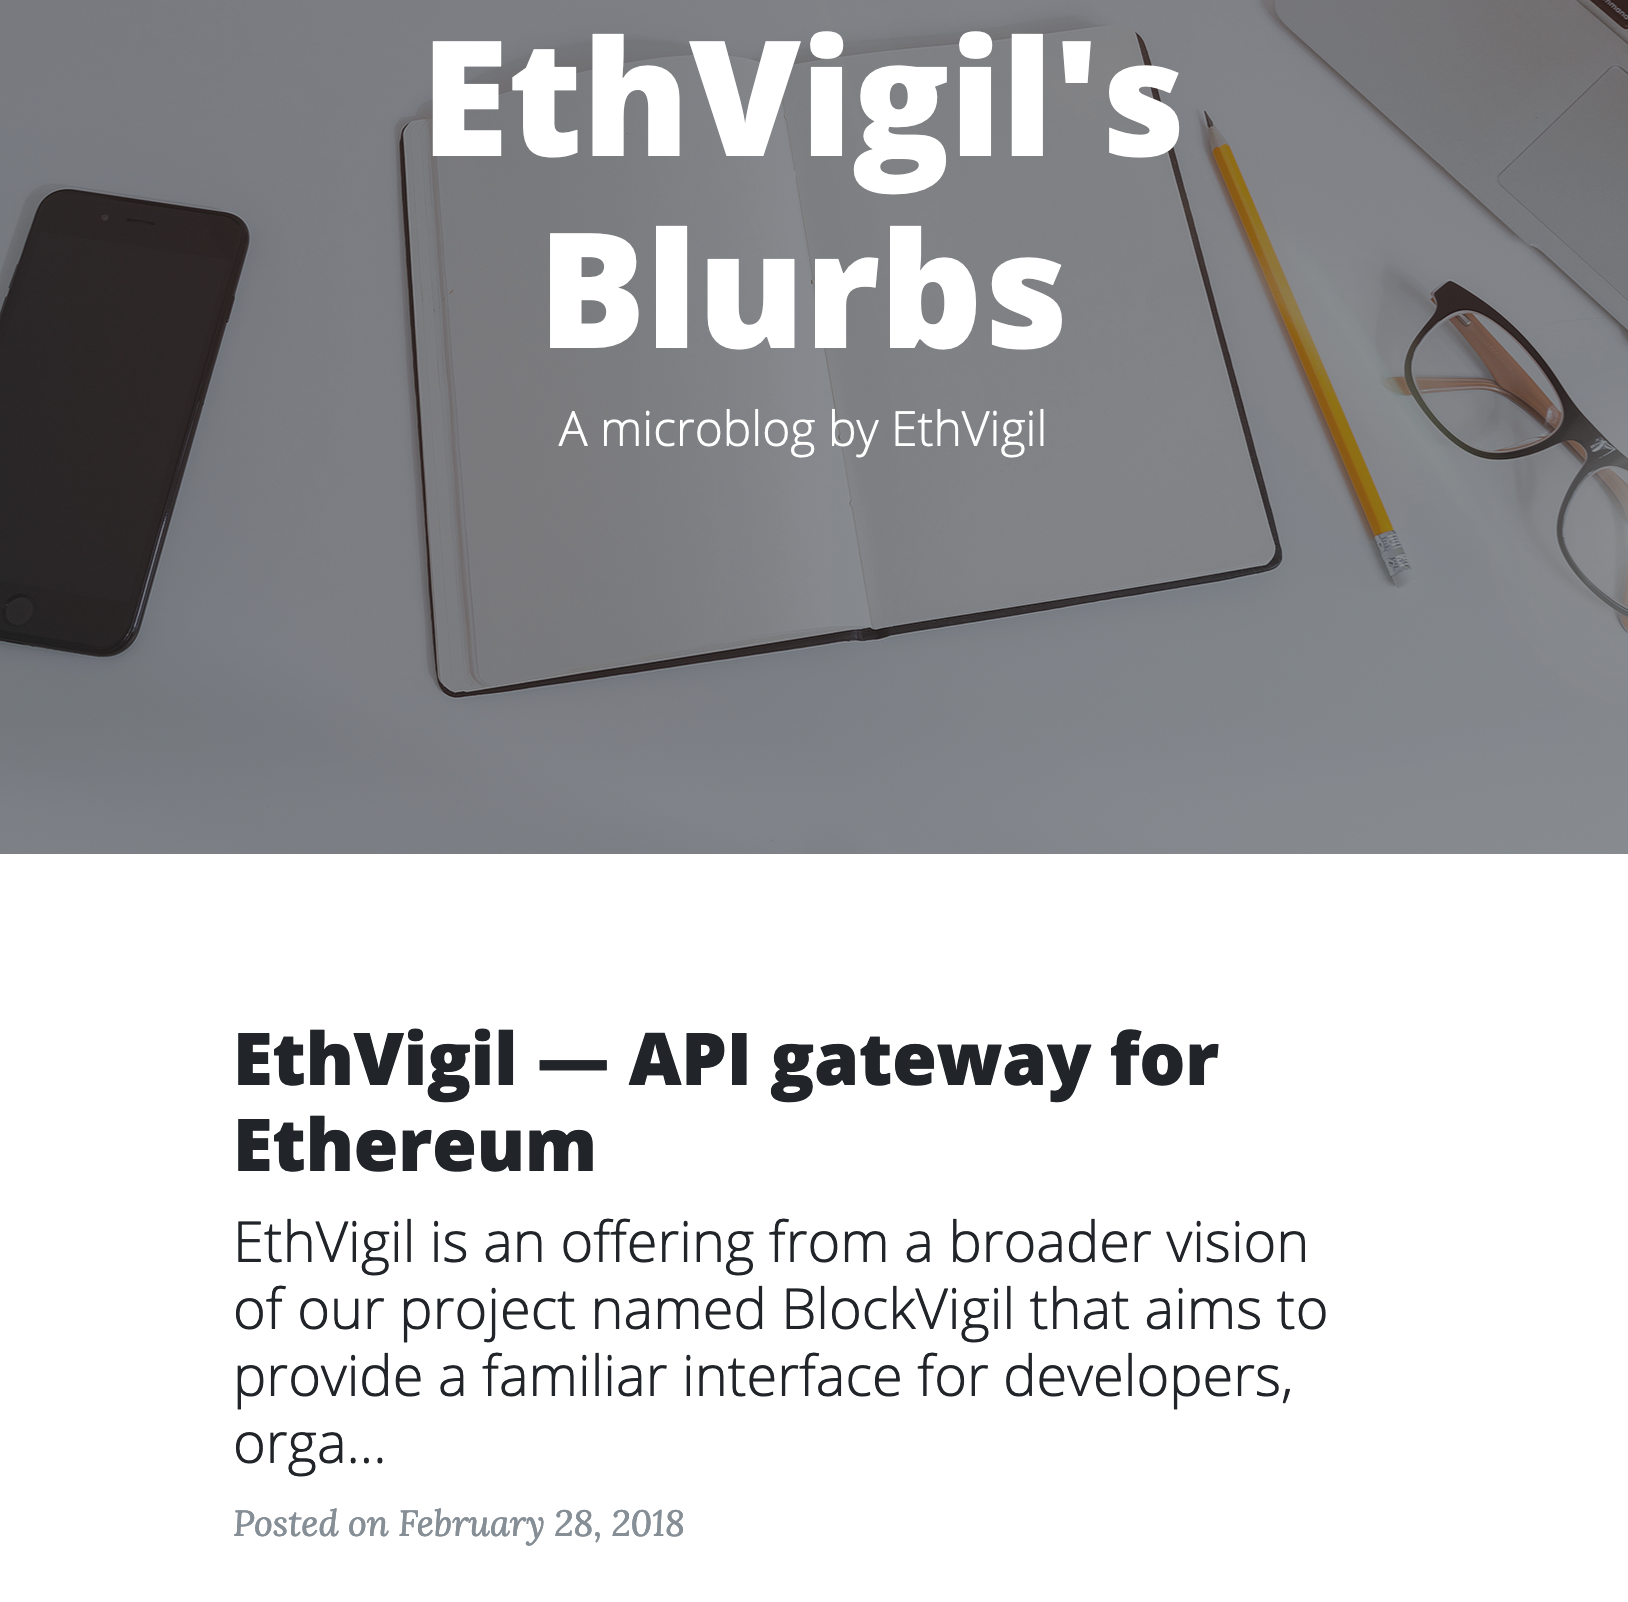 EthVigil's
Blurbs
A microblog by EthVigil
EthVigil — API gateway for
Ethereum
EthVigil is an offering from a broader vision
of our project named BlockVigil that aims to
provide a familiar interface for developers,
orga...
Posted on February 28, 2018